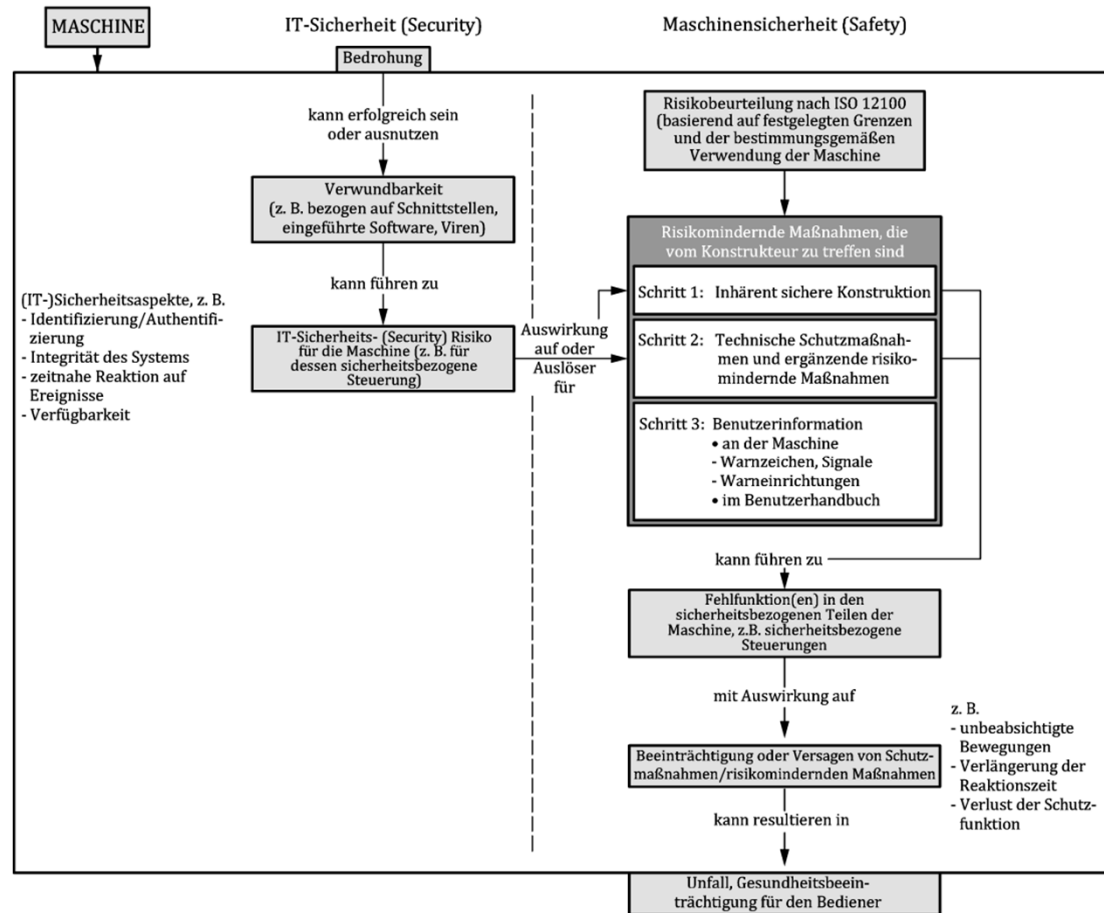 MASCHINE
IT-Sicherheit (Security)
Maschinensicherheit (Safety)
Bedrohung
kann erfolgreich sein
oder ausnutzen
Verwundbarkeit
(z. B. bezogen auf Schnittstellen,
eingeführte Software, Viren)
kann führen zu
(IT-)Sicherheitsaspekte, z. B.
- Identifizierung/Authentifi-
zierung
- Integrität des Systems
- zeitnahe Reaktion auf
Ereignisse
- Verfügbarkeit
IT-Sicherheits- (Security) Risiko
für die Maschine (z. B. für
dessen sicherheitsbezogene
Steuerung)
Auswirkung
auf oder
Auslöser
für
Risikobeurteilung nach ISO 12100
(basierend auf festgelegten Grenzen
und der bestimmungsgemäßen
Verwendung der Maschine
Risikomindernde Maßnahmen, die
vom Konstrukteur zu treffen sind
Schritt 1: Inhärent sichere Konstruktion
Schritt 2: Technische Schutzmaßnah-
men und ergänzende risiko-
mindernde Maßnahmen
Schritt 3: Benutzerinformation
• an der Maschine
- Warnzeichen, Signale
- Warneinrichtungen
• im Benutzerhandbuch
kann führen zu
Fehlfunktion(en) in den
sicherheitsbezogenen Teilen der
Maschine, z.B. sicherheitsbezogene
Steuerungen
mit Auswirkung auf
Beeinträchtigung oder Versagen von Schutz-
maßnahmen/risikomindernden Maßnahmen
z. B.
- unbeabsichtigte
Bewegungen
- Verlängerung der
Reaktionszeit
- Verlust der Schutz-
funktion
kann resultieren in
Unfall, Gesundheitsbeein-
trächtigung für den Bediener